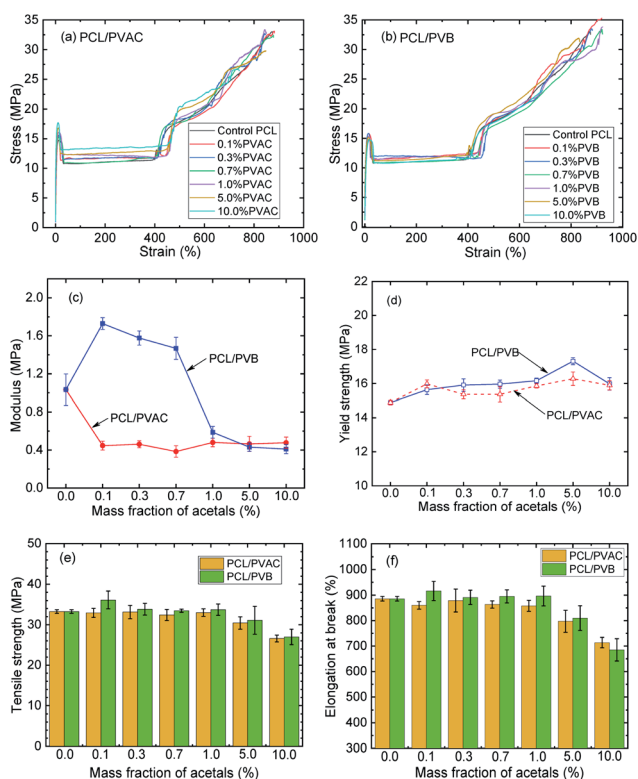 (a) PCL/PVAC
Stress (MPa)
35
30
25
20
15
10
5
0
Control PCL
0.1%PVAC
0.3%PVAC
0.7%PVAC
1.0%PVAC
5.0%PVAC
10.0%PVAC
0 200 400 600 800 1000
Strain (%)
(b) PCL/PVB
Stress (MPa)
35
30
25
20
15
10
5
0
Control PCL
0.1%PVB
0.3%PVB
0.7%PVB
1.0%PVB
5.0%PVB
10.0%PVB
0 200 400 600 800 1000
Strain (%)
(c)
Modulus (MPa)
2.0
1.6
1.2
0.8
0.4
0.0
PCL/PVB
PCL/PVAC
0.0 0.1 0.3 0.7 1.0 5.0 10.0
Mass fraction of acetals (%)
(d)
Yield strength (MPa)
22
20
18
16
14
12
PCL/PVB
PCL/PVAC
0.0 0.1 0.3 0.7 1.0 5.0 10.0
Mass fraction of acetals (%)
(e)
Tensile strength (MPa)
50
40
30
20
10
0
PCL/PVAC
PCL/PVB
0.0 0.1 0.3 0.7 1.0 5.0 10.0
Mass fraction of acetals (%)
(f)
Elongation at break (%)
1100
1000
900
800
700
600
500
400
300
PCL/PVAC
PCL/PVB
0.0 0.1 0.3 0.7 1.0 5.0 10.0
Mass fraction of acetals (%)